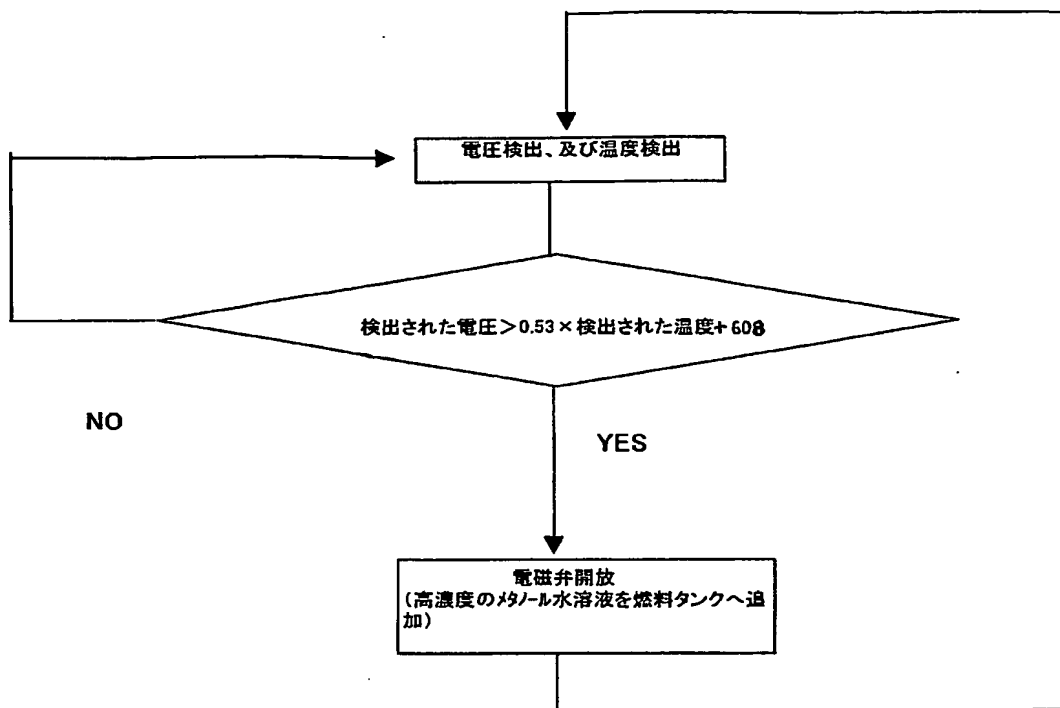 電圧検出、及び温度検出
検出された電圧＞0.53×検出された温度+608
NO
YES
電磁弁開放
(高濃度のﾒﾀﾉｰﾙ水溶液を燃料タンクへ追
加)